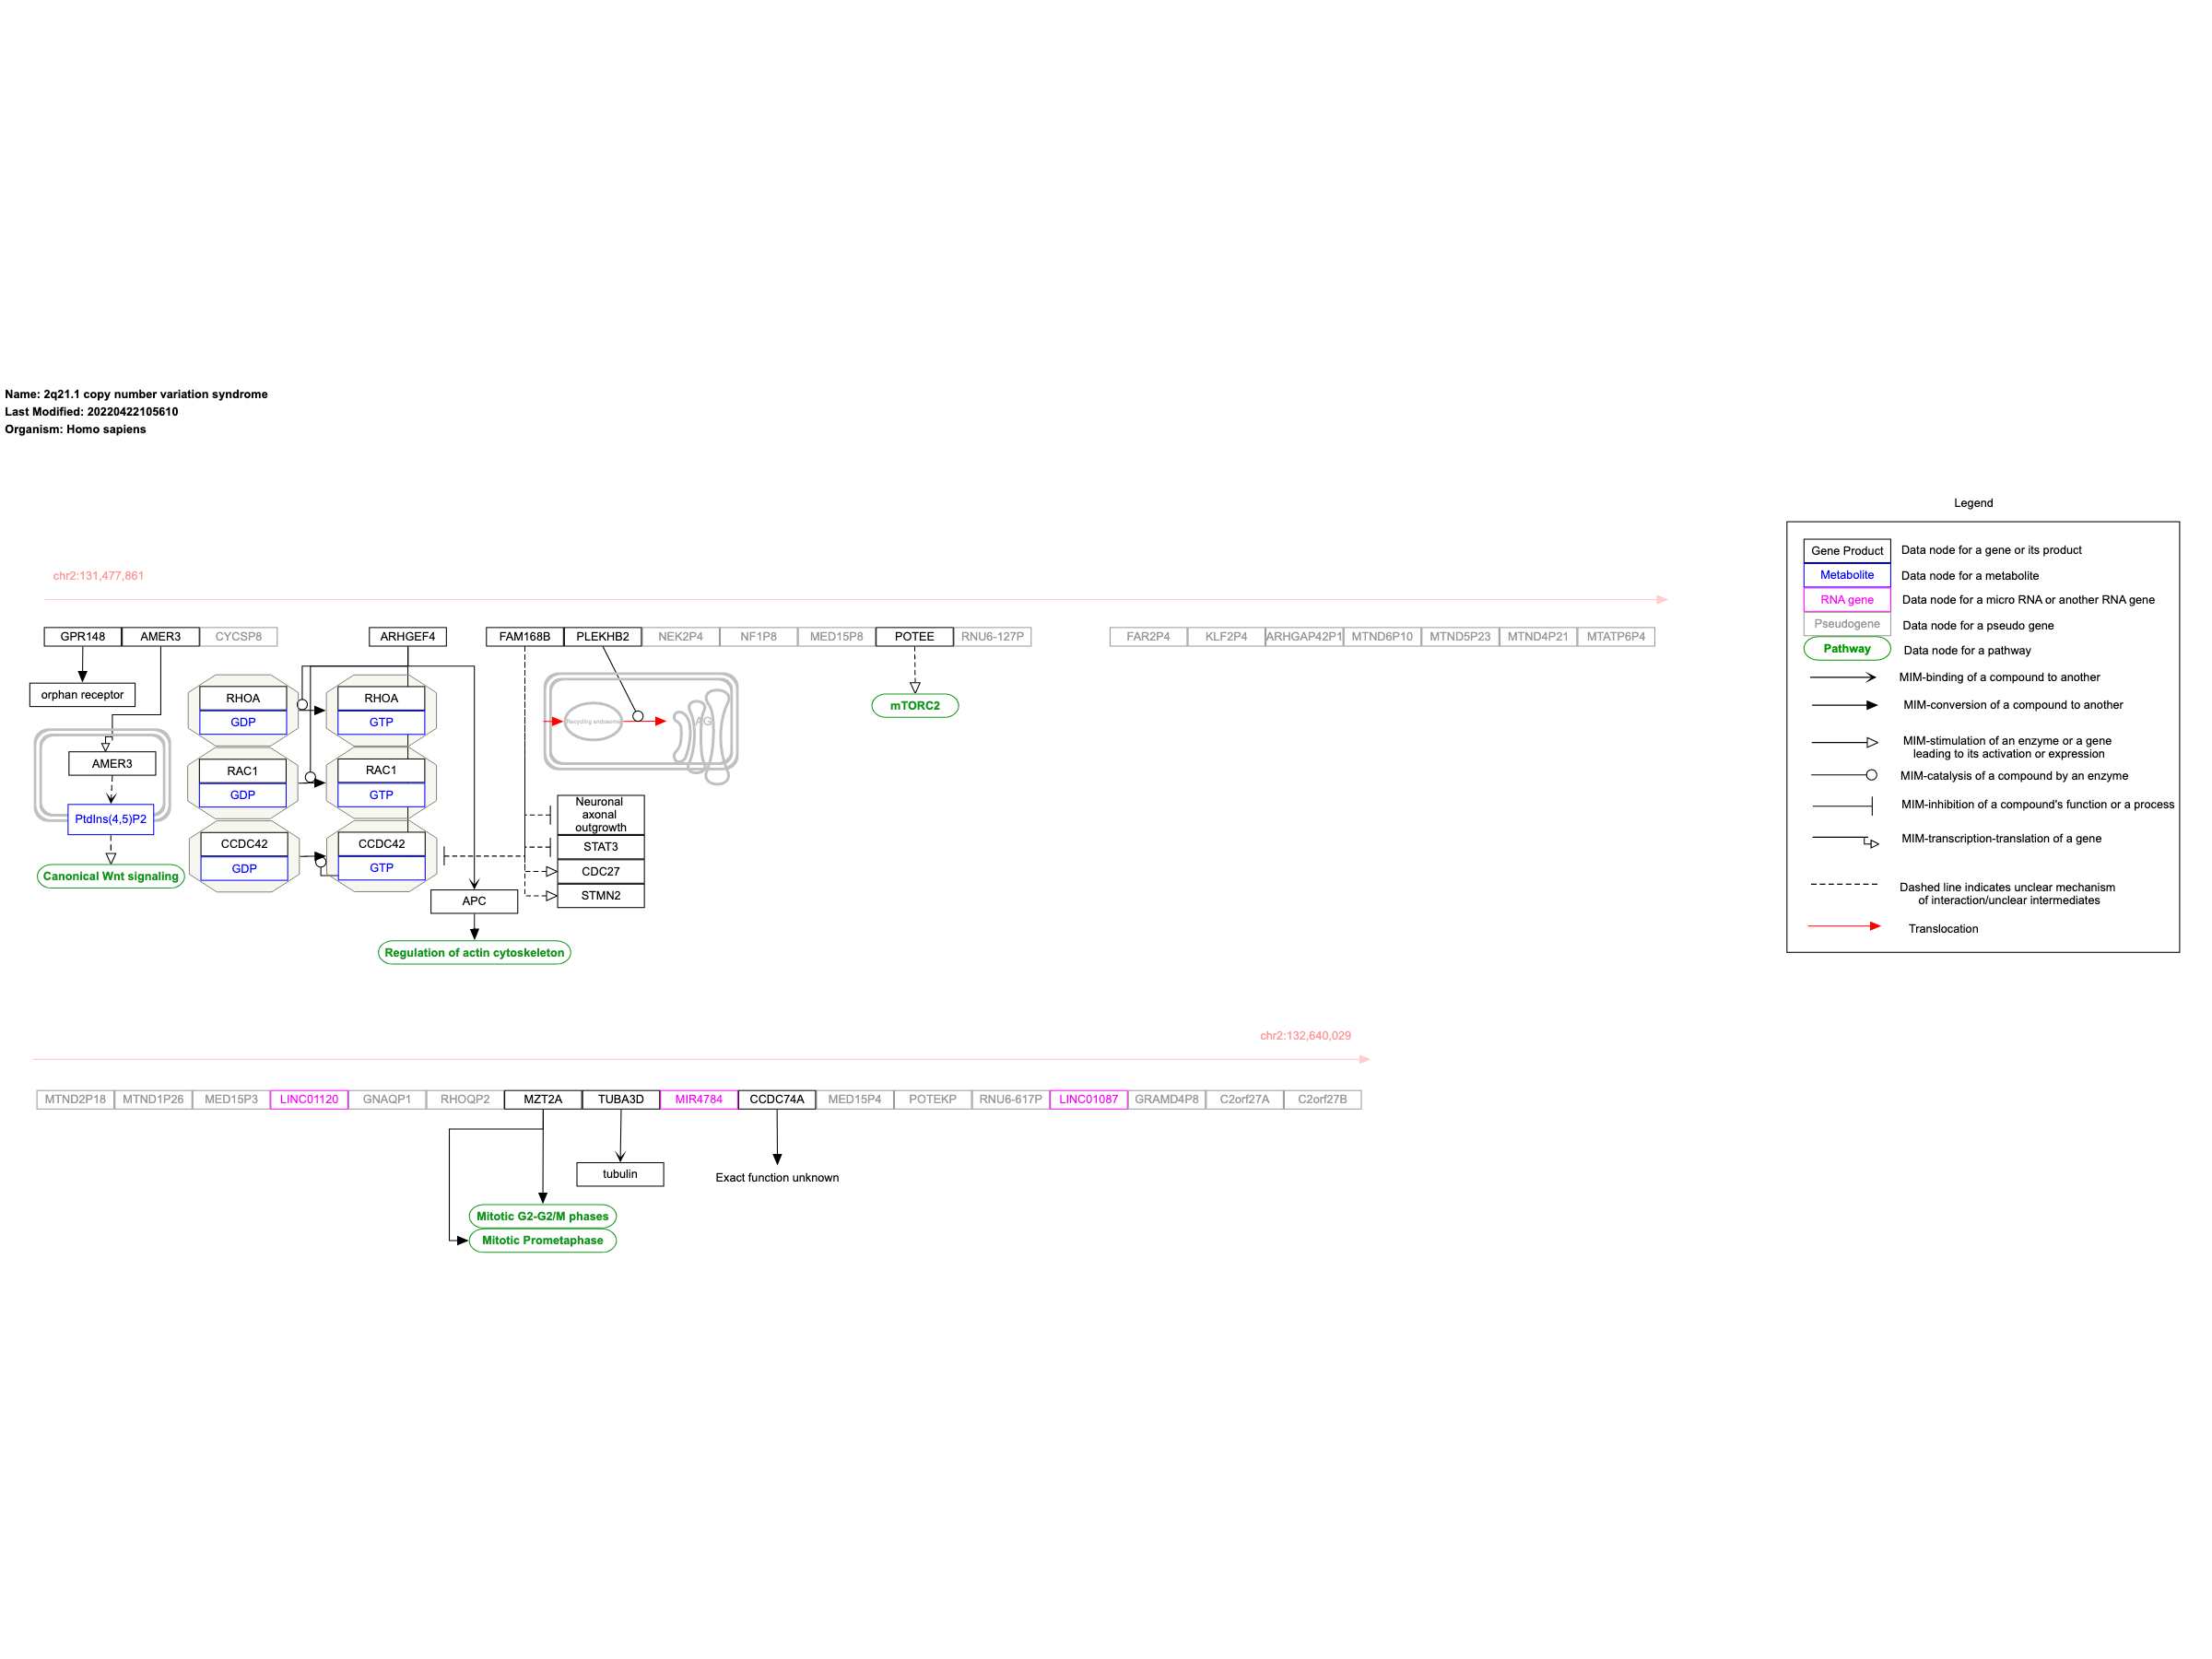 Name: 2q21.1 copy number variation syndrome
Last Modified: 20220422105610
Organism: Homo sapiens
Legend
Gene Product
Data node for a gene or its product
Metabolite
Data node for a metabolite
RNA gene
Data node for a micro RNA or another RNA gene
Pseudogene
Data node for a pseudo gene
Pathway
Data node for a pathway
MIM-binding of a compound to another
MIM-conversion of a compound to another
MIM-stimulation of an enzyme or a gene
leading to its activation or expression
MIM-catalysis of a compound by an enzyme
MIM-inhibition of a compound's function or a process
MIM-transcription-translation of a gene
Dashed line indicates unclear mechanism
of interaction/unclear intermediates
Translocation
chr2:131,477,861
GPR148
AMER3
CYCSP8
ARHGEF4
FAM168B
PLEKHB2
NEK2P4
NF1P8
MED15P8
POTEE
RNU6-127P
FAR2P4
KLF2P4
ARHGAP42P1
MTND6P10
MTND5P23
MTND4P21
MTATP6P4
orphan receptor
RHOA
GDP
RHOA
GTP
mTORC2
Recycling endosome
AG
AMER3
RAC1
GDP
RAC1
GTP
PtdIns(4,5)P2
Neuronal
axonal
outgrowth
STAT3
CDC27
STMN2
CCDC42
GDP
CCDC42
GTP
Canonical Wnt signaling
APC
Regulation of actin cytoskeleton
chr2:132,640,029
MTND2P18
MTND1P26
MED15P3
LINC01120
GNAQP1
RHOQP2
MZT2A
TUBA3D
MIR4784
CCDC74A
MED15P4
POTEKP
RNU6-617P
LINC01087
GRAMD4P8
C2orf27A
C2orf27B
tubulin
Exact function unknown
Mitotic G2-G2/M phases
Mitotic Prometaphase